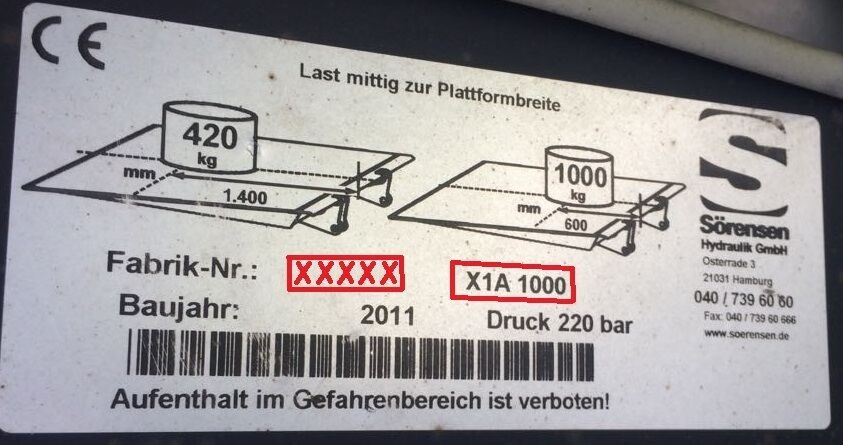 CE
Last mittig zur Plattformbreite
420
kg
mm
1.400
1000
kg
mm
600
S
Sörensen
Hydraulik GmbH
Osterrade 3
21031 Hamburg
040 / 739 60 60
Fax: 040 / 739 60 666
www.soerensen.de
Fabrik-Nr.: XXXXX X1A 1000
Baujahr: 2011 Druck 220 bar
Aufenthalt im Gefahrenbereich ist verboten!